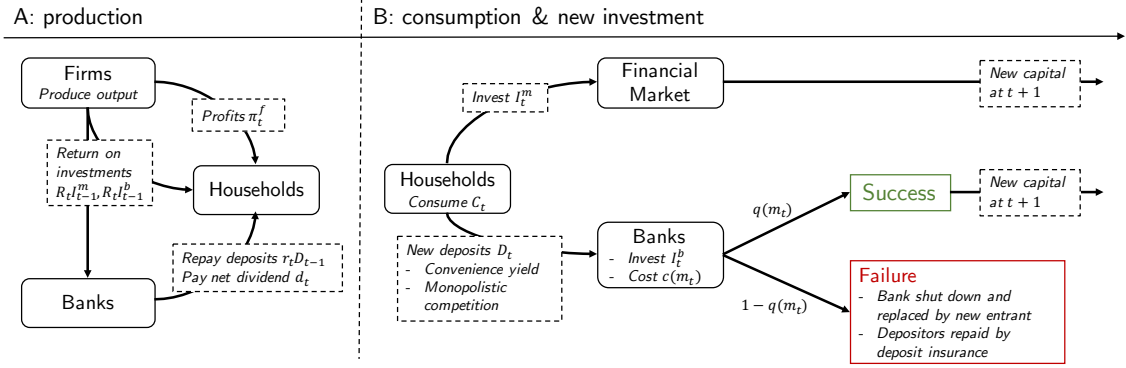 A: production
B: consumption & new investment
Firms
Produce output
Profits π_t^f
Return on
investments
R_t I_{t-1}^m, R_t I_{t-1}^b
Households
Repay deposits r_t D_{t-1}
Pay net dividend d_t
Banks
Households
Consume C_t
Invest I_t^m
Financial
Market
New capital
at t + 1
New deposits D_t
- Convenience yield
- Monopolistic
competition
Banks
- Invest I_t^b
- Cost c(m_t)
q(m_t)
Success
New capital
at t + 1
1 − q(m_t)
Failure
- Bank shut down and
replaced by new entrant
- Depositors repaid by
deposit insurance